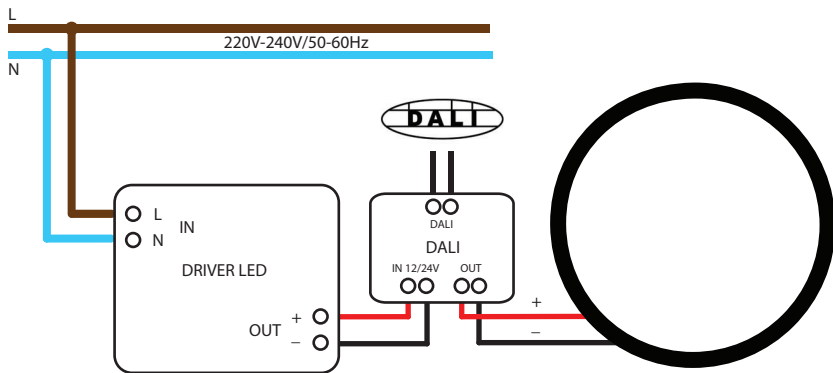 L
220V-240V/50-60Hz
N
DALI
L
IN
N
DRIVER LED
OUT
+
−
DALI
DALI
IN 12/24V OUT
+
−